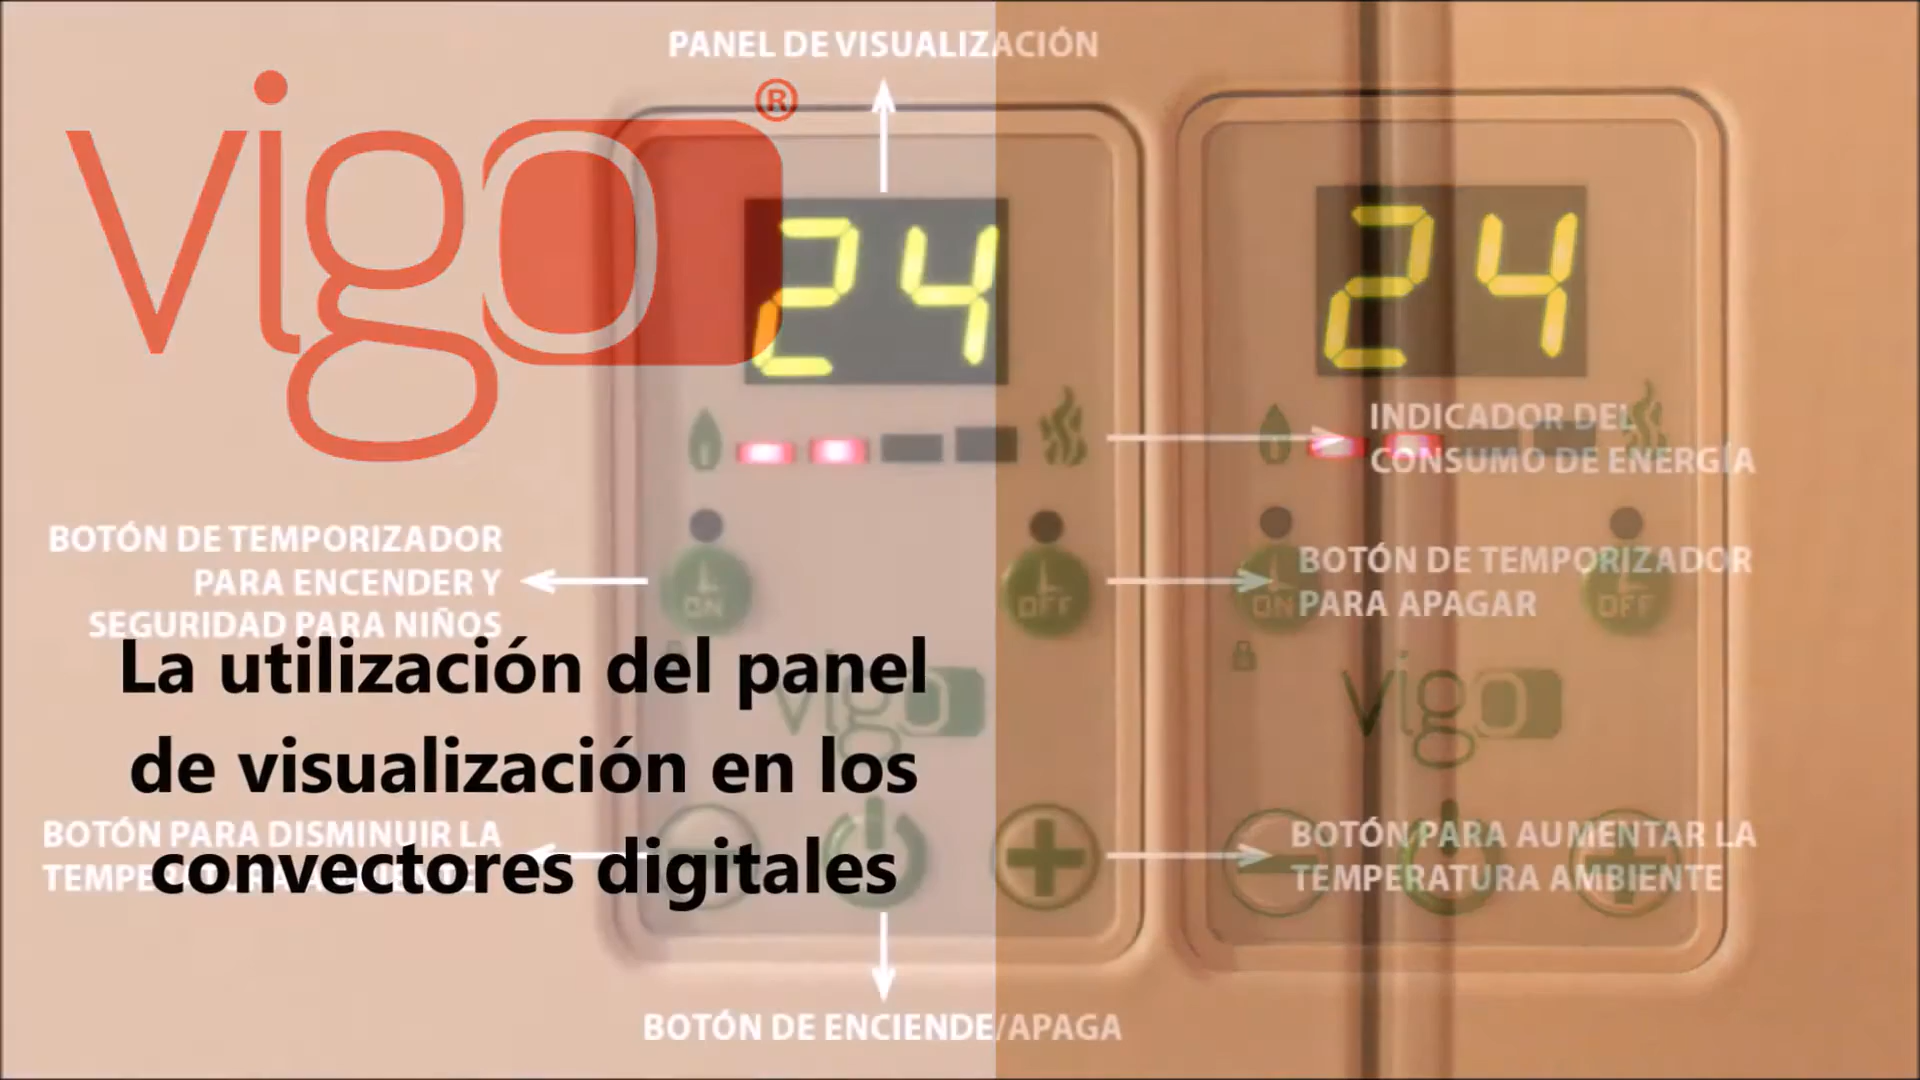 PANEL DE VISUALIZACIÓN
vigo®
24
24
INDICADOR DEL
CONSUMO DE ENERGÍA
BOTÓN DE TEMPORIZADOR
PARA ENCENDER Y
SEGURIDAD PARA NIÑOS
ON
OFF
ON
OFF
BOTÓN DE TEMPORIZADOR
PARA APAGAR
La utilización del panel
de visualización en los
convectores digitales
vigo
vigo
BOTÓN PARA DISMINUIR LA
TEMPERATURA AMBIENTE
BOTÓN PARA AUMENTAR LA
TEMPERATURA AMBIENTE
BOTÓN DE ENCIENDE/APAGA